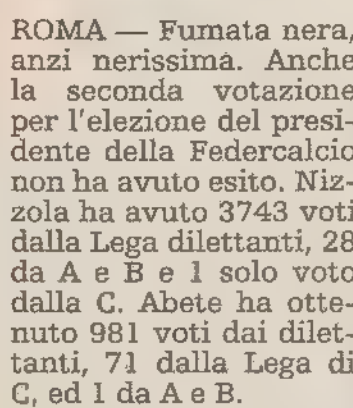 ROMA — Fumata nera,
anzi nerissima. Anche
la seconda votazione
per l'elezione del presi-
dente della Federcalcio
non ha avuto esito. Niz-
zola ha avuto 3743 voti
dalla Lega dilettanti, 28
da A e B e 1 solo voto
dalla C. Abete ha otte-
nuto 981 voti dai dilet-
tanti, 71 dalla Lega di
C, ed 1 da A e B.